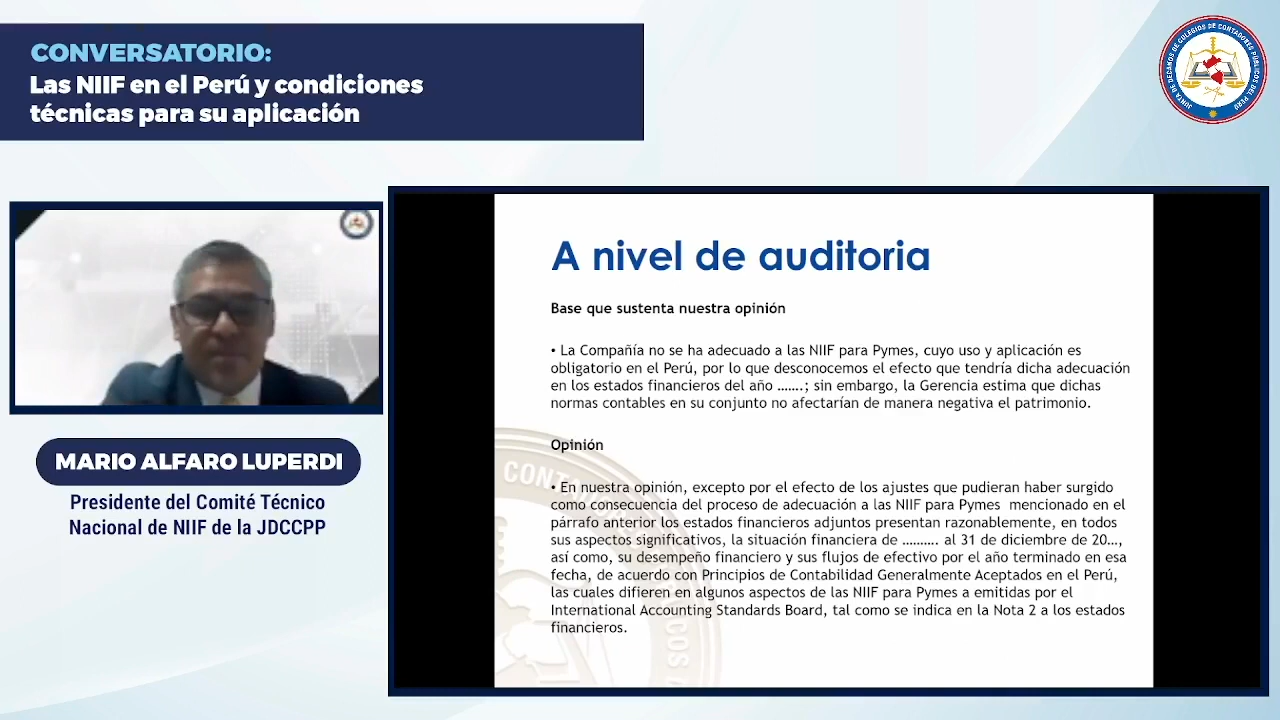 CONVERSATORIO:
Las NIIF en el Perú y condiciones
técnicas para su aplicación
JUNTA DE DECANOS DE COLEGIOS DE CONTADORES PÚBLICOS DEL PERÚ
MARIO ALFARO LUPERDI
Presidente del Comité Técnico
Nacional de NIIF de la JDCCPP
A nivel de auditoria
Base que sustenta nuestra opinión
• La Compañía no se ha adecuado a las NIIF para Pymes, cuyo uso y aplicación es
obligatorio en el Perú, por lo que desconocemos el efecto que tendría dicha adecuación
en los estados financieros del año .......; sin embargo, la Gerencia estima que dichas
normas contables en su conjunto no afectarían de manera negativa el patrimonio.
Opinión
• En nuestra opinión, excepto por el efecto de los ajustes que pudieran haber surgido
como consecuencia del proceso de adecuación a las NIIF para Pymes mencionado en el
párrafo anterior los estados financieros adjuntos presentan razonablemente, en todos
sus aspectos significativos, la situación financiera de .......... al 31 de diciembre de 20...,
así como, su desempeño financiero y sus flujos de efectivo por el año terminado en esa
fecha, de acuerdo con Principios de Contabilidad Generalmente Aceptados en el Perú,
las cuales difieren en algunos aspectos de las NIIF para Pymes a emitidas por el
International Accounting Standards Board, tal como se indica en la Nota 2 a los estados
financieros.